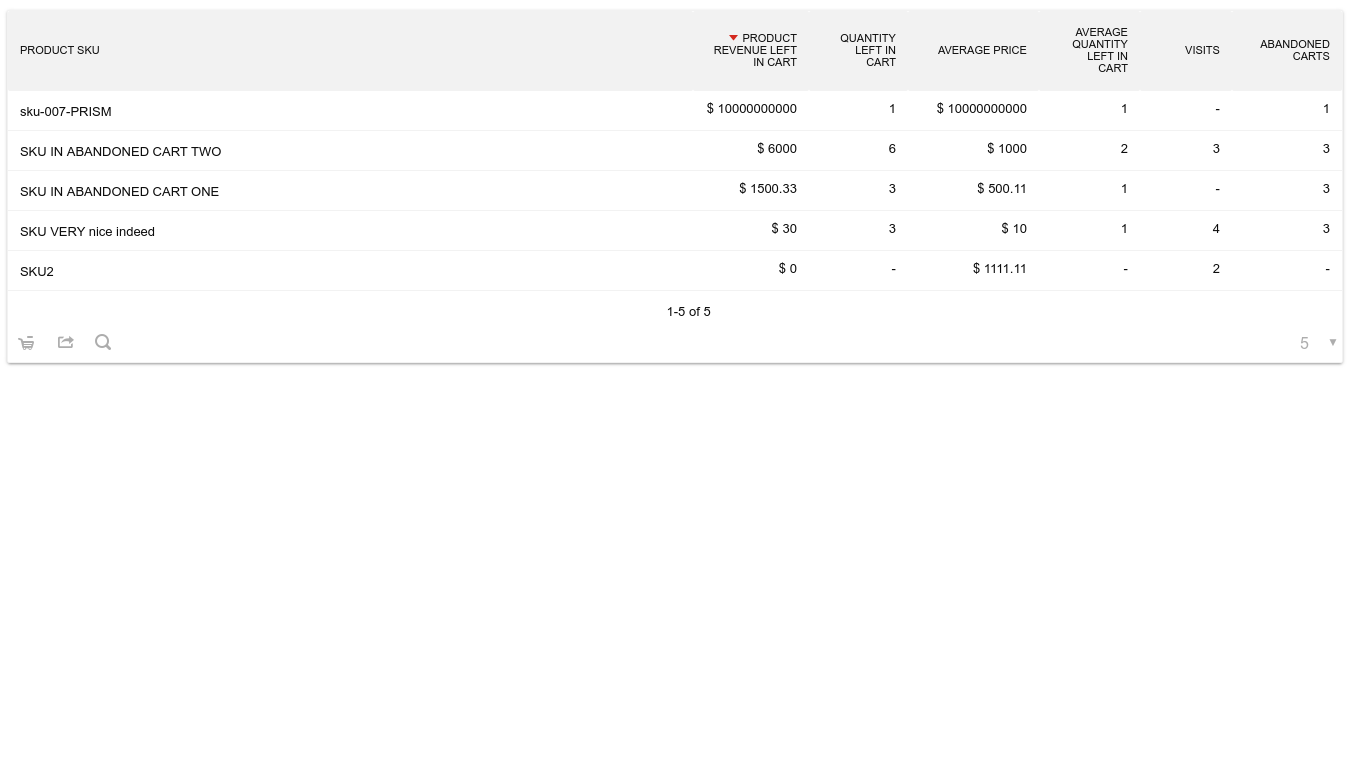 PRODUCT SKU
PRODUCT
REVENUE LEFT
IN CART
QUANTITY
LEFT IN
CART
AVERAGE PRICE
AVERAGE
QUANTITY
LEFT IN
CART
VISITS
ABANDONED
CARTS
sku-007-PRISM $ 10000000000 1 $ 10000000000 1 - 1
SKU IN ABANDONED CART TWO $ 6000 6 $ 1000 2 3 3
SKU IN ABANDONED CART ONE $ 1500.33 3 $ 500.11 1 - 3
SKU VERY nice indeed $ 30 3 $ 10 1 4 3
SKU2 $ 0 - $ 1111.11 - 2 -
1-5 of 5
5